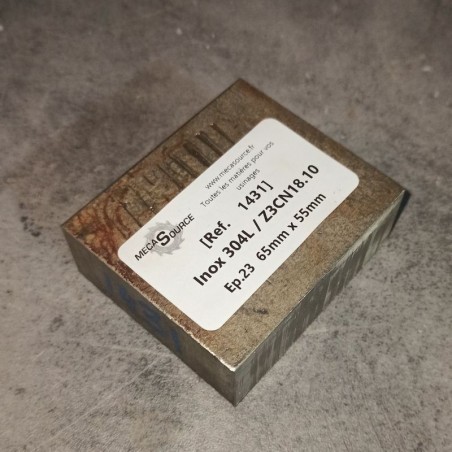 www.mecasource.fr
Toutes les matières pour vos
usinages
MECASOURCE
[Ref. 1431]
Inox 304L / Z3CN18.10
Ep.23 65mm x 55mm